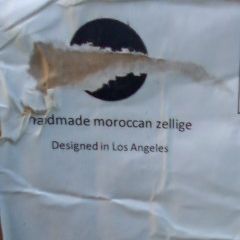 handmade moroccan zellige
Designed in Los Angeles